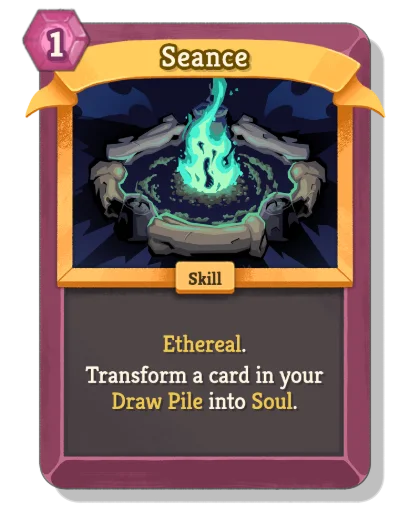 1
Seance
Skill
Ethereal.
Transform a card in your
Draw Pile into Soul.